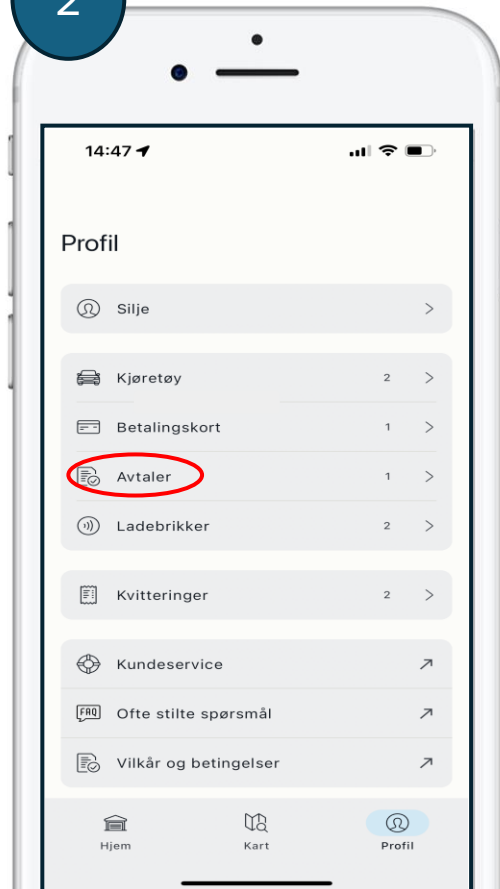 2
14:47
Profil
Silje
Kjøretøy 2
Betalingskort 1
Avtaler 1
Ladebrikker 2
Kvitteringer 2
Kundeservice
FAQ Ofte stilte spørsmål
Vilkår og betingelser
Hjem Kart Profil